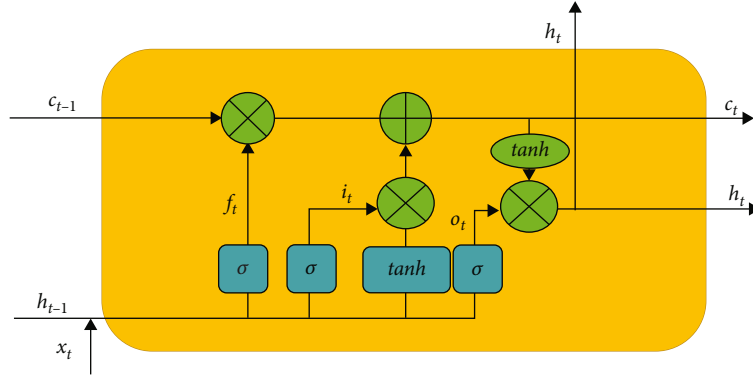 h_t
c_{t–1}
c_t
tanh
f_t
i_t
o_t
h_t
σ
σ
tanh
σ
h_{t–1}
x_t